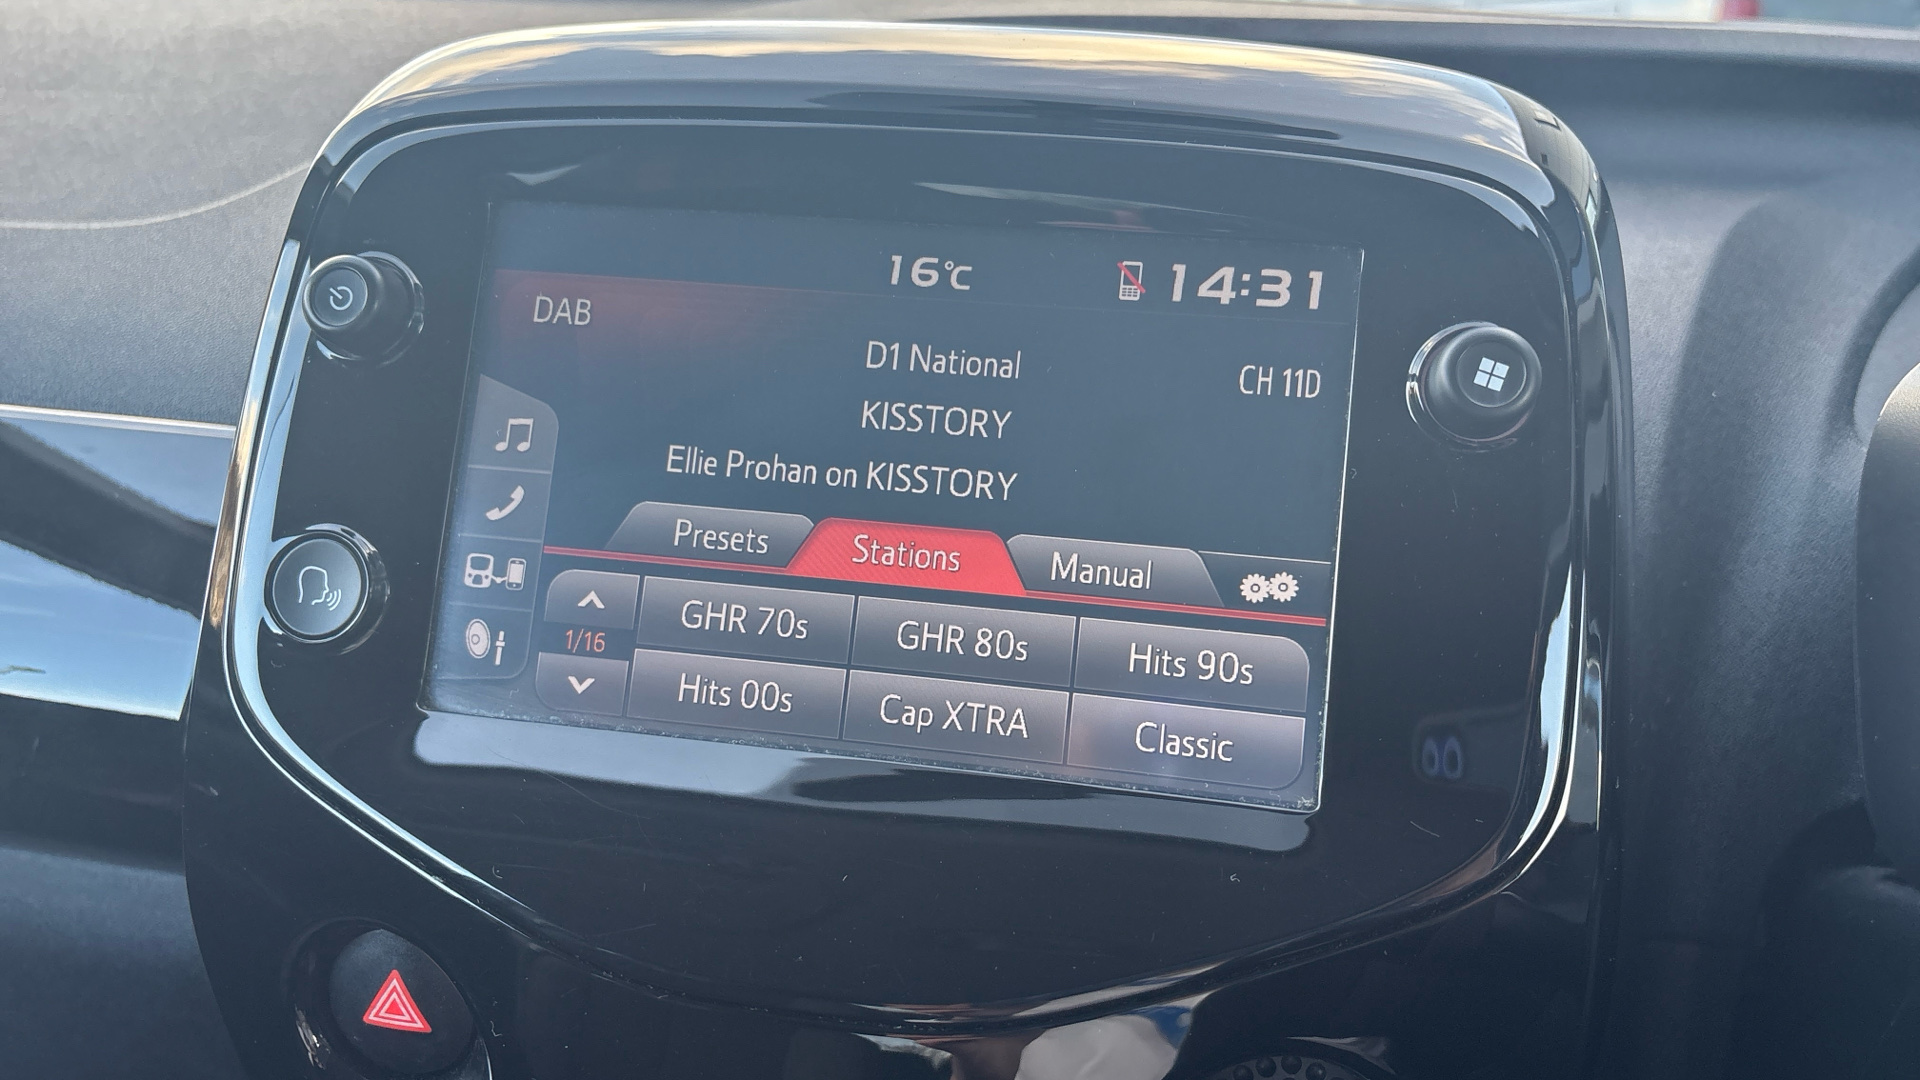 16°C 14:31
DAB
D1 National
CH 11D
KISSTORY
Ellie Prohan on KISSTORY
Presets Stations Manual
1/16
GHR 70s GHR 80s Hits 90s
Hits 00s Cap XTRA Classic